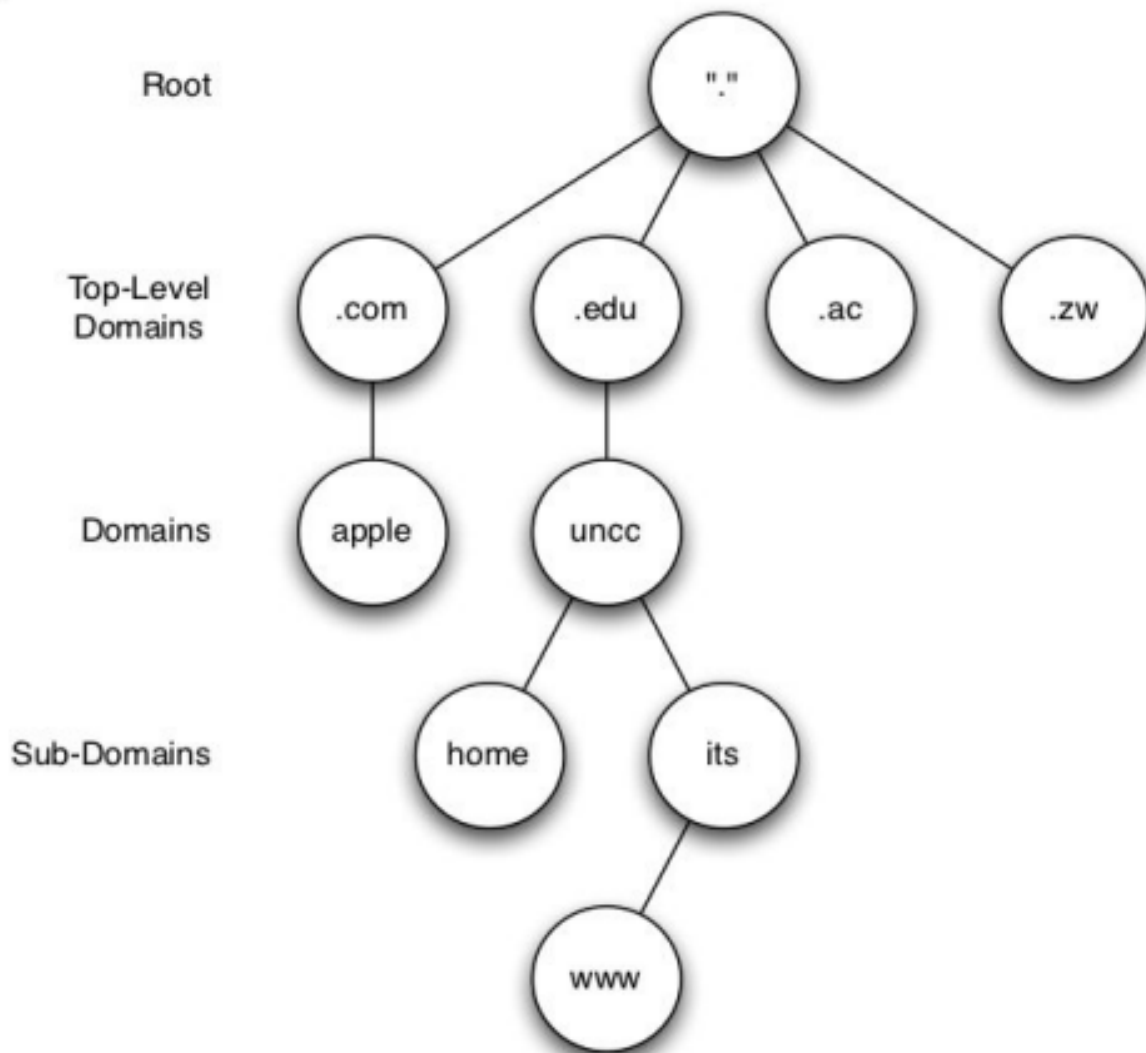 Root
"."
Top-Level
Domains
.com
.edu
.ac
.zw
Domains
apple
uncc
Sub-Domains
home
its
www